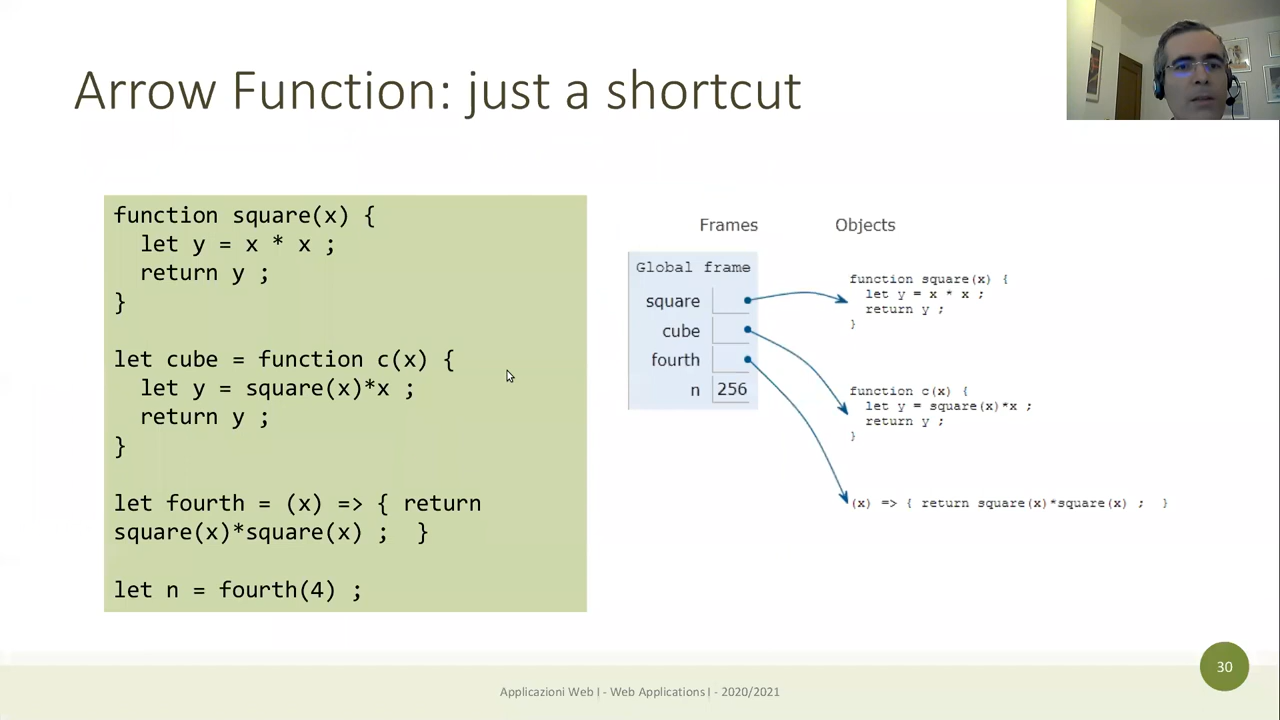 Arrow Function: just a shortcut
function square(x) {
let y = x * x ;
return y ;
}
let cube = function c(x) {
let y = square(x)*x ;
return y ;
}
let fourth = (x) => { return
square(x)*square(x) ;  }
let n = fourth(4) ;
Frames
Objects
Global frame
square
cube
fourth
n 256
function square(x) {
let y = x * x ;
return y ;
}
function c(x) {
let y = square(x)*x ;
return y ;
}
(x) => { return square(x)*square(x) ;  }
Applicazioni Web I - Web Applications I - 2020/2021
30